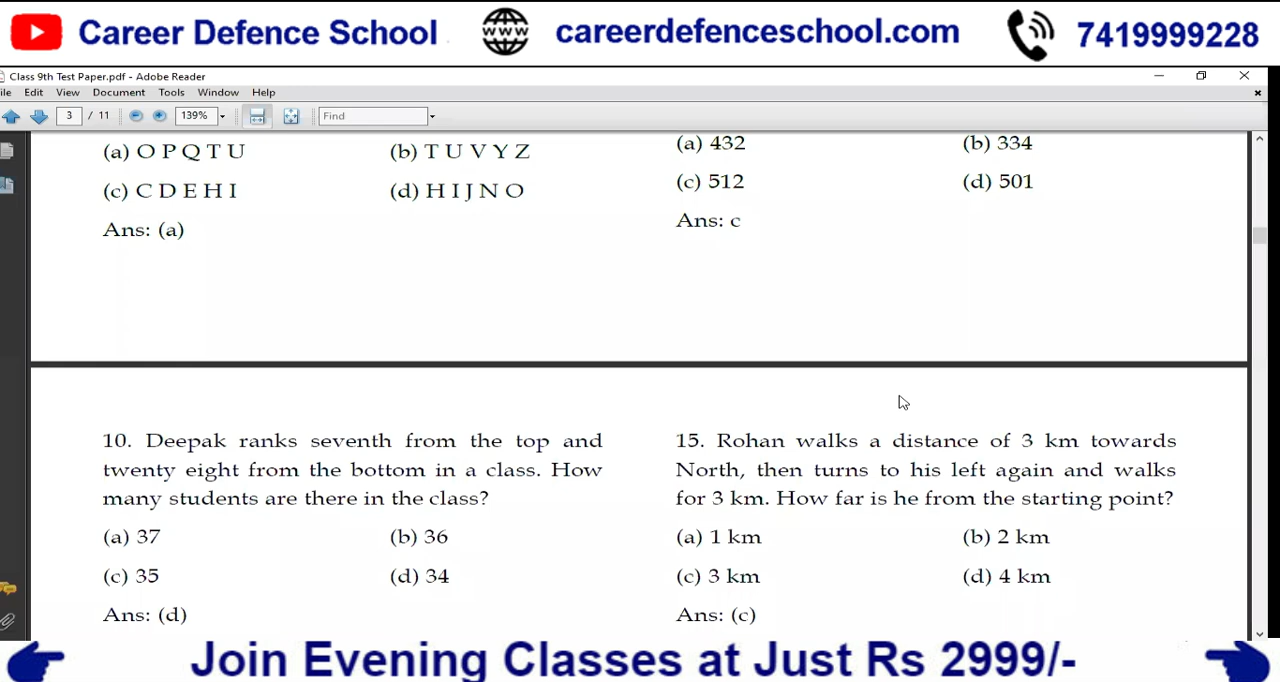 Career Defence School
www
careerdefenceschool.com
7419999228
Class 9th Test Paper.pdf - Adobe Reader
ile Edit View Document Tools Window Help
3 / 11 139% Find
(a) O P Q T U (b) T U V Y Z
(c) C D E H I (d) H I J N O
Ans: (a)
(a) 432 (b) 334
(c) 512 (d) 501
Ans: c
10. Deepak ranks seventh from the top and
twenty eight from the bottom in a class. How
many students are there in the class?
(a) 37 (b) 36
(c) 35 (d) 34
Ans: (d)
15. Rohan walks a distance of 3 km towards
North, then turns to his left again and walks
for 3 km. How far is he from the starting point?
(a) 1 km (b) 2 km
(c) 3 km (d) 4 km
Ans: (c)
Join Evening Classes at Just Rs 2999/-